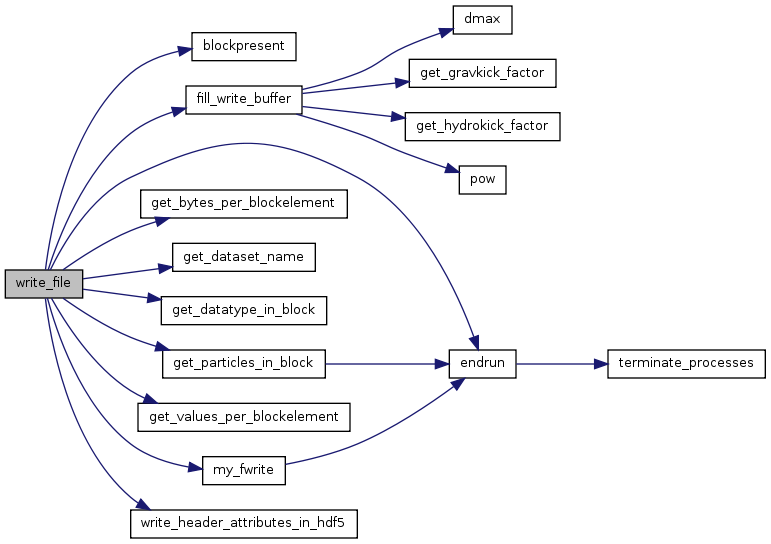 dmax
blockpresent
get_gravkick_factor
fill_write_buffer
get_hydrokick_factor
pow
get_bytes_per_blockelement
get_dataset_name
write_file
get_datatype_in_block
get_particles_in_block
endrun
terminate_processes
get_values_per_blockelement
my_fwrite
write_header_attributes_in_hdf5